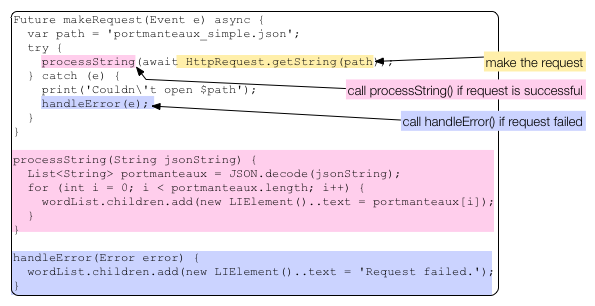 Future makeRequest(Event e) async {
  var path = 'portmanteaux_simple.json';
  try {
    processString(await HttpRequest.getString(path));
make the request
  } catch (e) {
    print('Couldn\'t open $path');
call processString() if request is successful
    handleError(e);
call handleError() if request failed
  }
}
processString(String jsonString) {
  List<String> portmanteaux = JSON.decode(jsonString);
  for (int i = 0; i < portmanteaux.length; i++) {
    wordList.children.add(new LIElement()..text = portmanteaux[i]);
  }
}
handleError(Error error) {
  wordList.children.add(new LIElement()..text = 'Request failed.');
}